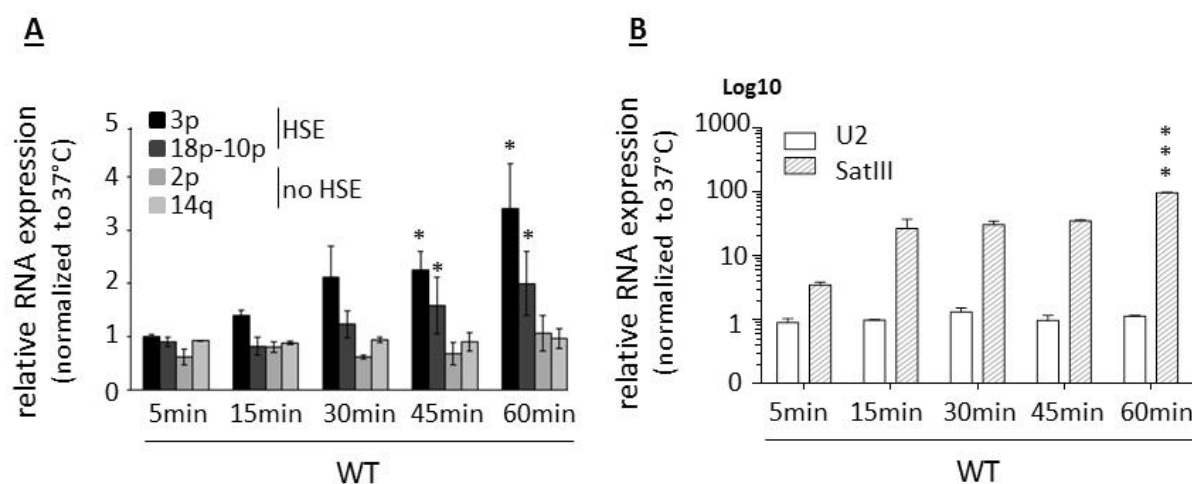 A
relative RNA expression
(normalized to 37°C)
5
4
3
2
1
0
3p
18p-10p
HSE
2p
14q
no HSE
*
*
*
*
5min 15min 30min 45min 60min
WT
B
Log10
relative RNA expression
(normalized to 37°C)
1000
100
10
1
0
U2
SatIII
***
5min 15min 30min 45min 60min
WT